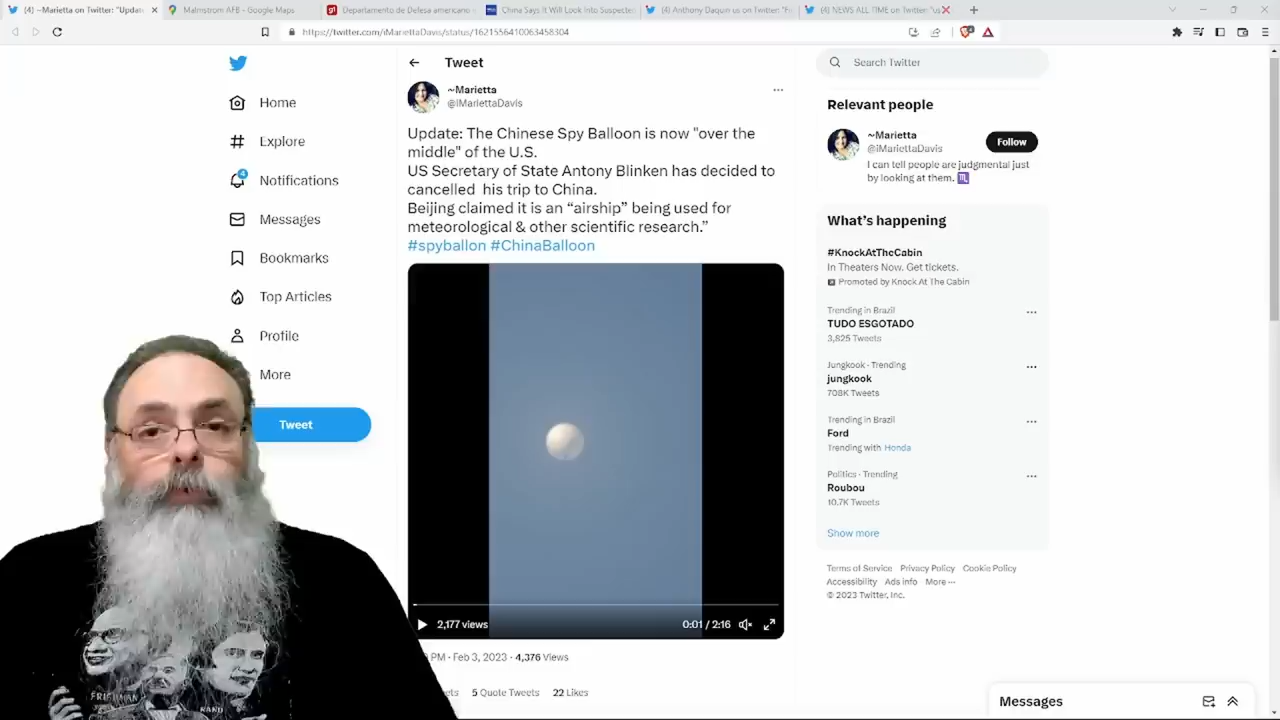 (4) ~Marietta on Twitter: "Updat
Malmstrom AFB - Google Maps
Departamento de Defesa americano
China Says It Will Look Into Suspected
(4) Anthony Daquin us on Twitter:
(4) NEWS ALL TIME on Twitter: "us
https://twitter.com/iMariettaDavis/status/1621556410063458304
Home
Explore
4
Notifications
Messages
Bookmarks
Top Articles
Profile
More
Tweet
Tweet
~Marietta
@iMariettaDavis
Update: The Chinese Spy Balloon is now "over the
middle" of the U.S.
US Secretary of State Antony Blinken has decided to
cancelled his trip to China.
Beijing claimed it is an “airship” being used for
meteorological & other scientific research.”
#spyballon #ChinaBalloon
2,177 views
0:01 / 2:16
PM · Feb 3, 2023 · 4,376 Views
5 Quote Tweets
22 Likes
Search Twitter
Relevant people
~Marietta
@iMariettaDavis
Follow
I can tell people are judgmental just
by looking at them. ♏
What’s happening
#KnockAtTheCabin
In Theaters Now. Get tickets.
Promoted by Knock At The Cabin
Trending in Brazil
TUDO ESGOTADO
3,825 Tweets
Jungkook · Trending
jungkook
708K Tweets
Trending in Brazil
Ford
Trending with Honda
Politics · Trending
Roubou
10.7K Tweets
Show more
Terms of Service Privacy Policy Cookie Policy
Accessibility Ads info More ···
© 2023 Twitter, Inc.
Messages
FRIEDMAN
RAND